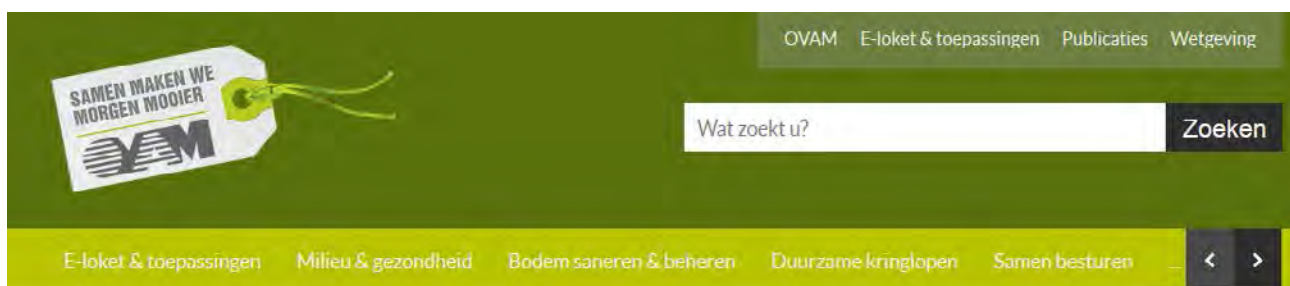 OVAM E-loket & toepassingen Publicaties Wetgeving
SAMEN MAKEN WE
MORGEN MOOIER
OVAM
Wat zoekt u? Zoeken
E-loket & toepassingen Milieu & gezondheid Bodem saneren & beheren Duurzame kringlopen Samen besturen ... < >